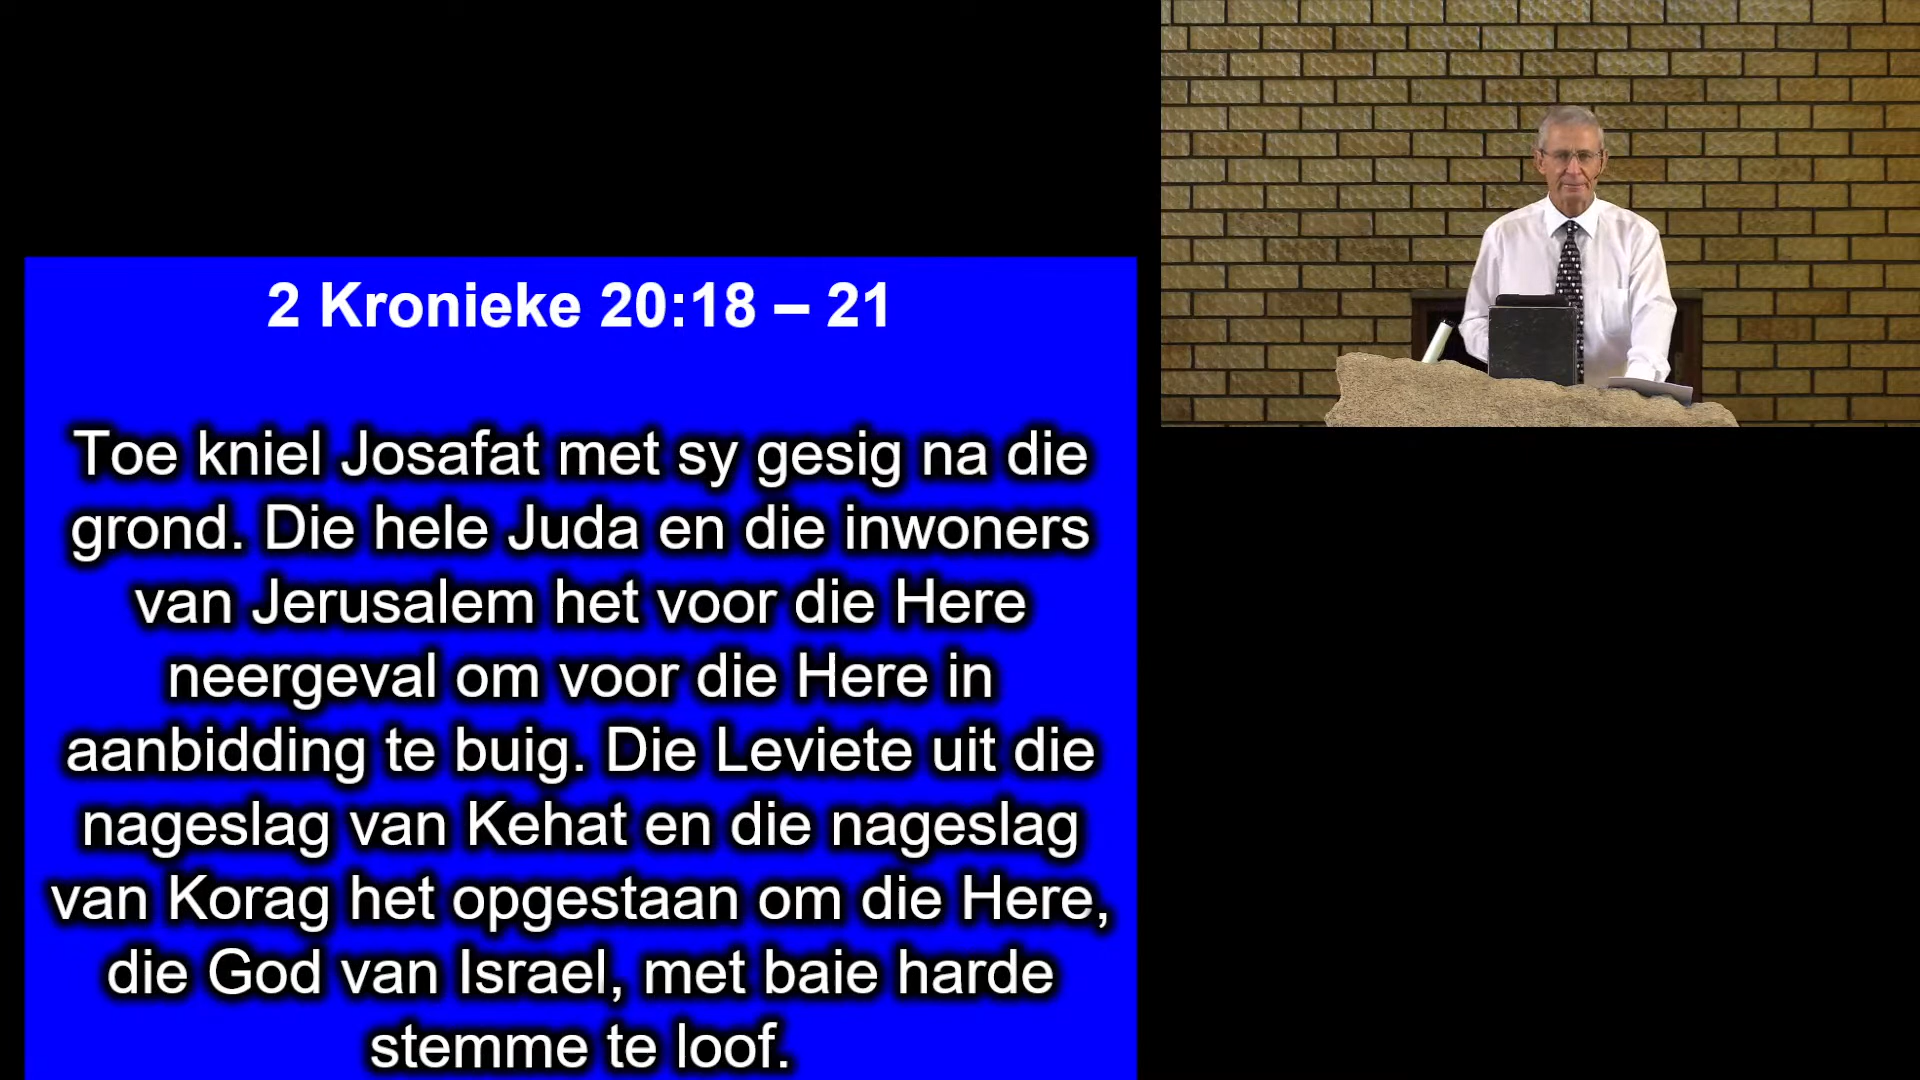 2 Kronieke 20:18 – 21
Toe kniel Josafat met sy gesig na die
grond. Die hele Juda en die inwoners
van Jerusalem het voor die Here
neergeval om voor die Here in
aanbidding te buig. Die Leviete uit die
nageslag van Kehat en die nageslag
van Korag het opgestaan om die Here,
die God van Israel, met baie harde
stemme te loof.